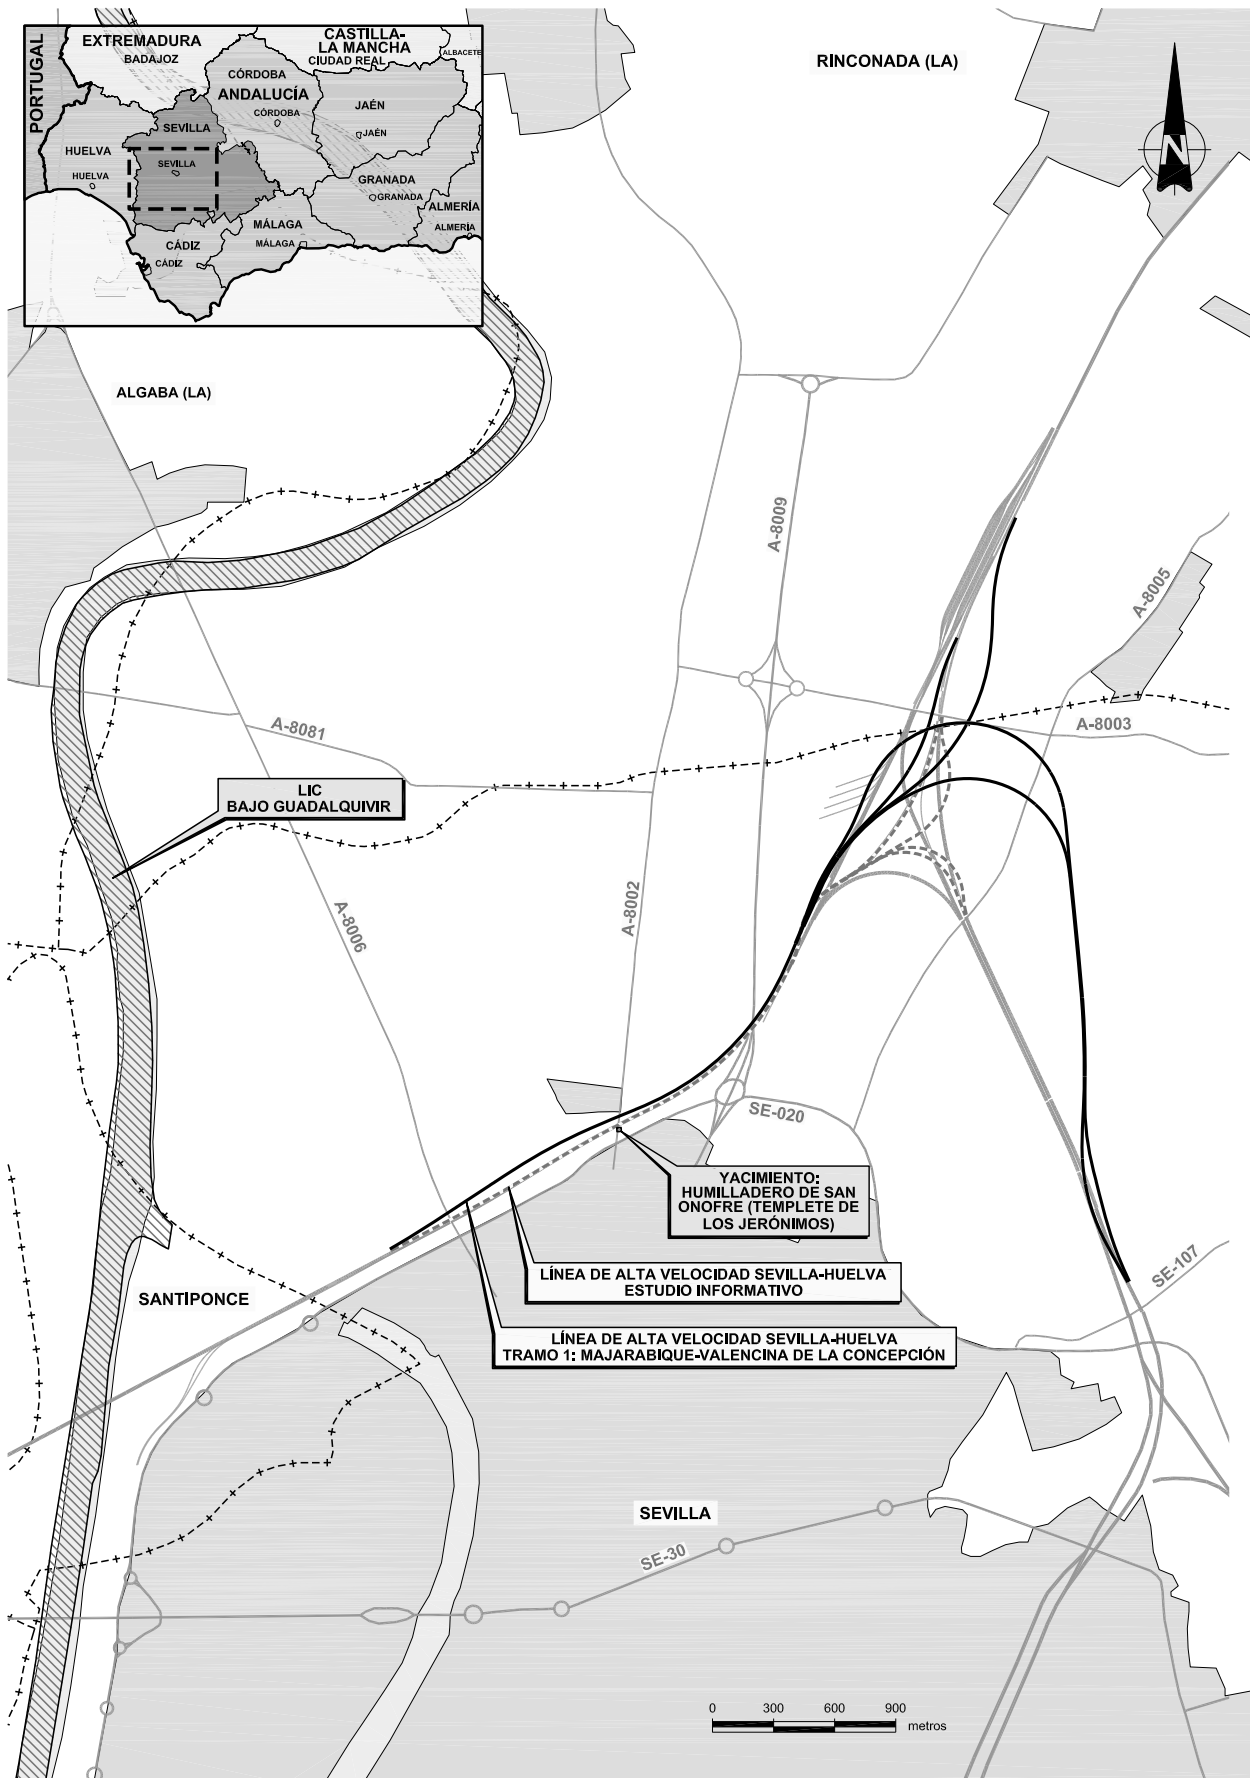 PORTUGAL
EXTREMADURA
BADAJOZ
CASTILLA-
LA MANCHA
CIUDAD REAL
ALBACETE
CÓRDOBA
ANDALUCÍA
CÓRDOBA
JAÉN
JAÉN
SEVILLA
SEVILLA
HUELVA
HUELVA
GRANADA
GRANADA
ALMERÍA
ALMERÍA
MÁLAGA
MÁLAGA
CÁDIZ
CÁDIZ
RINCONADA (LA)
N
ALGABA (LA)
A-8009
A-8005
A-8081
A-8003
LIC
BAJO GUADALQUIVIR
A-8006
A-8002
SE-020
YACIMIENTO:
HUMILLADERO DE SAN
ONOFRE (TEMPLETE DE
LOS JERÓNIMOS)
LÍNEA DE ALTA VELOCIDAD SEVILLA-HUELVA
ESTUDIO INFORMATIVO
SE-107
SANTIPONCE
LÍNEA DE ALTA VELOCIDAD SEVILLA-HUELVA
TRAMO 1: MAJARABIQUE-VALENCINA DE LA CONCEPCIÓN
SEVILLA
SE-30
0 300 600 900
metros